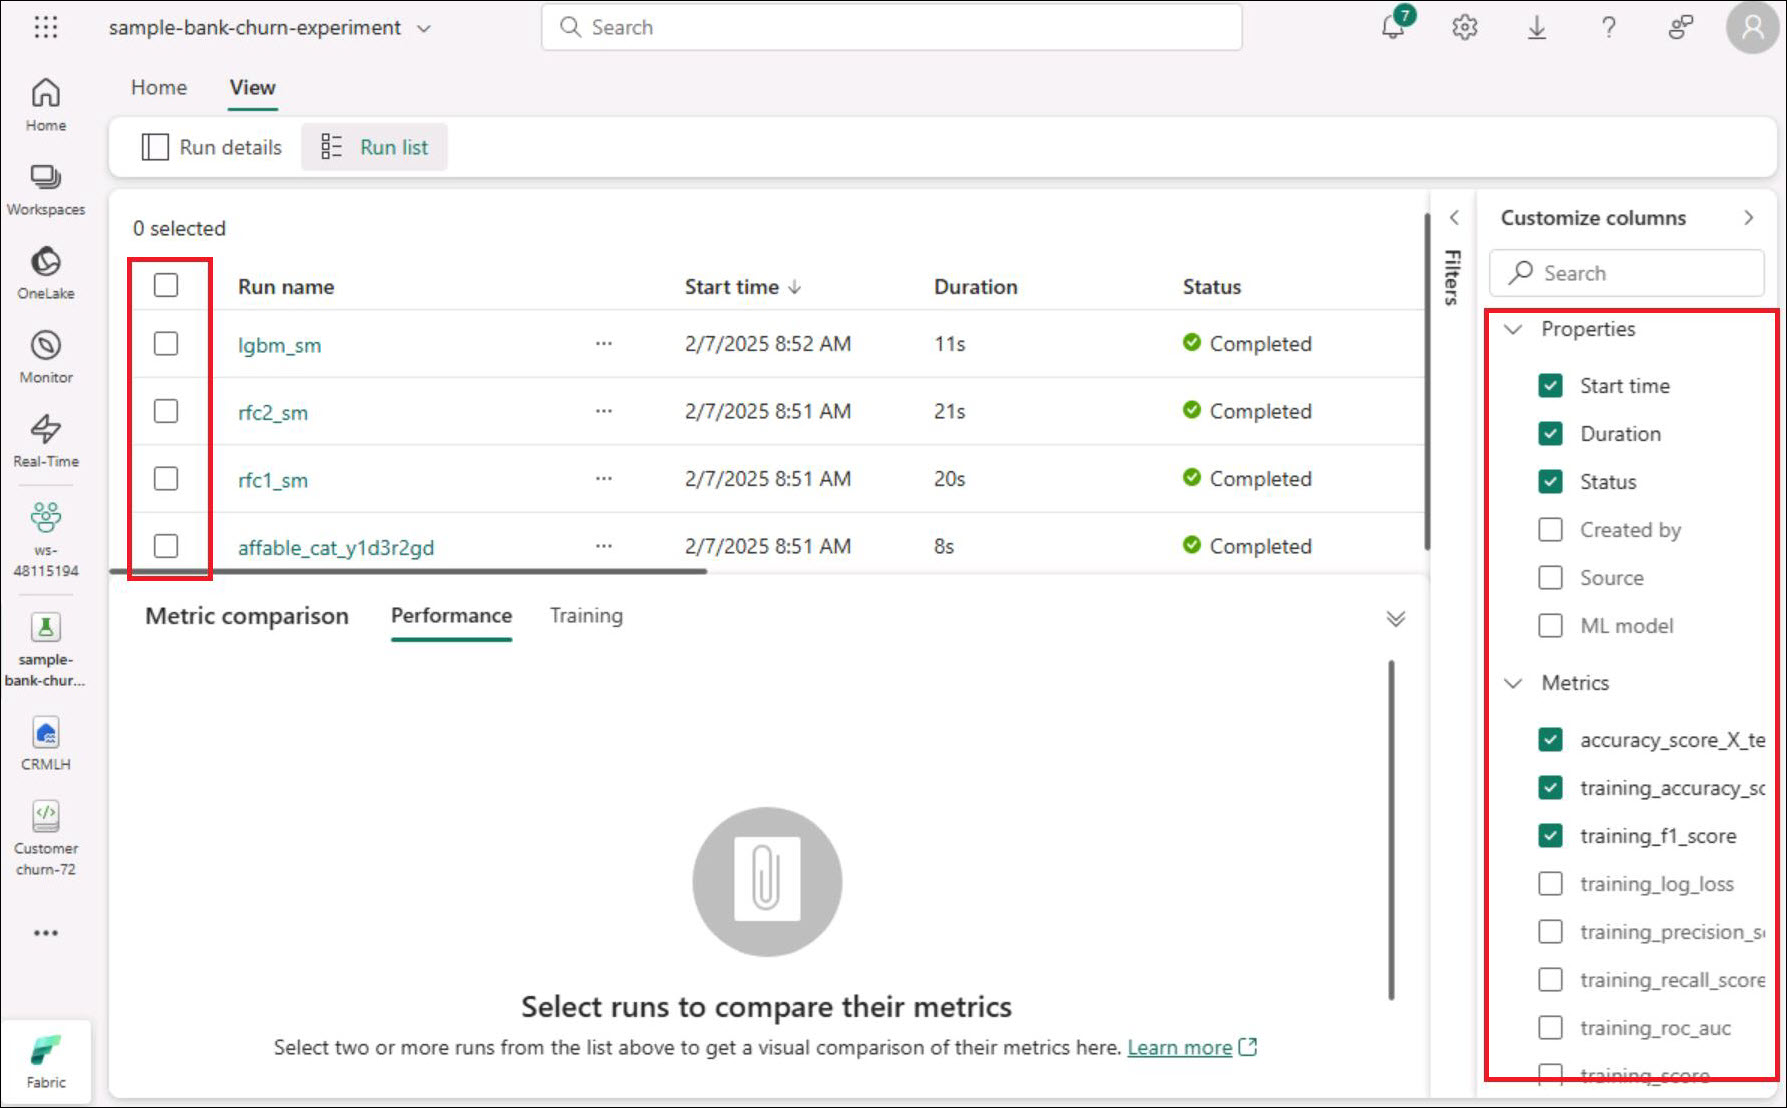 sample-bank-churn-experiment
Search
7
Home
View
Run details
Run list
Home
Workspaces
OneLake
Monitor
Real-Time
ws-
48115194
sample-
bank-chur...
CRMLH
Customer
churn-72
Fabric
0 selected
Run name Start time Duration Status
lgbm_sm ... 2/7/2025 8:52 AM 11s Completed
rfc2_sm ... 2/7/2025 8:51 AM 21s Completed
rfc1_sm ... 2/7/2025 8:51 AM 20s Completed
affable_cat_y1d3r2gd ... 2/7/2025 8:51 AM 8s Completed
Filters
Metric comparison Performance Training
Select runs to compare their metrics
Select two or more runs from the list above to get a visual comparison of their metrics here. Learn more
Customize columns
Search
Properties
Start time
Duration
Status
Created by
Source
ML model
Metrics
accuracy_score_X_te
training_accuracy_sc
training_f1_score
training_log_loss
training_precision_s
training_recall_score
training_roc_auc
training_score